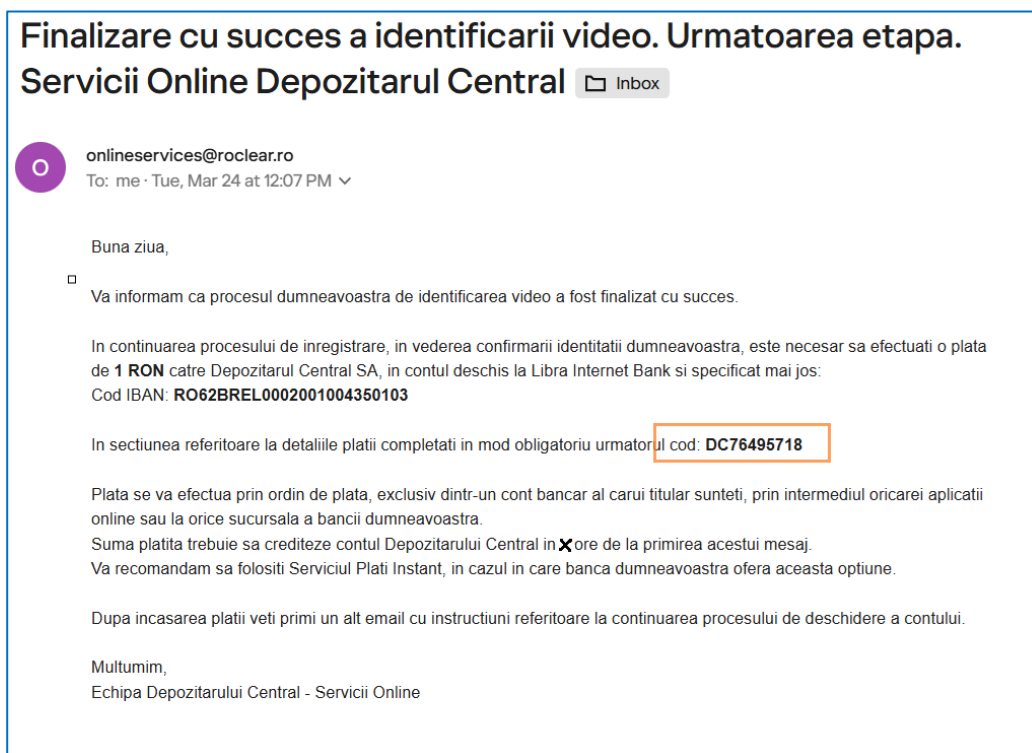 Finalizare cu succes a identificarii video. Urmatoarea etapa.
Servicii Online Depozitarul Central Inbox
O
onlineservices@roclear.ro
To: me · Tue, Mar 24 at 12:07 PM
Buna ziua,
Va informam ca procesul dumneavoastra de identificarea video a fost finalizat cu succes.
In continuarea procesului de inregistrare, in vederea confirmarii identitatii dumneavoastra, este necesar sa efectuati o plata
de 1 RON catre Depozitarul Central SA, in contul deschis la Libra Internet Bank si specificat mai jos:
Cod IBAN: RO62BREL0002001004350103
In sectiunea referitoare la detaliile platii completati in mod obligatoriu urmatorul cod: DC76495718
Plata se va efectua prin ordin de plata, exclusiv dintr-un cont bancar al carui titular sunteti, prin intermediul oricarei aplicatii
online sau la orice sucursala a bancii dumneavoastra.
Suma platita trebuie sa crediteze contul Depozitarului Central in X ore de la primirea acestui mesaj.
Va recomandam sa folositi Serviciul Plati Instant, in cazul in care banca dumneavoastra ofera aceasta optiune.
Dupa incasarea platii veti primi un alt email cu instructiuni referitoare la continuarea procesului de deschidere a contului.
Multumim,
Echipa Depozitarului Central - Servicii Online